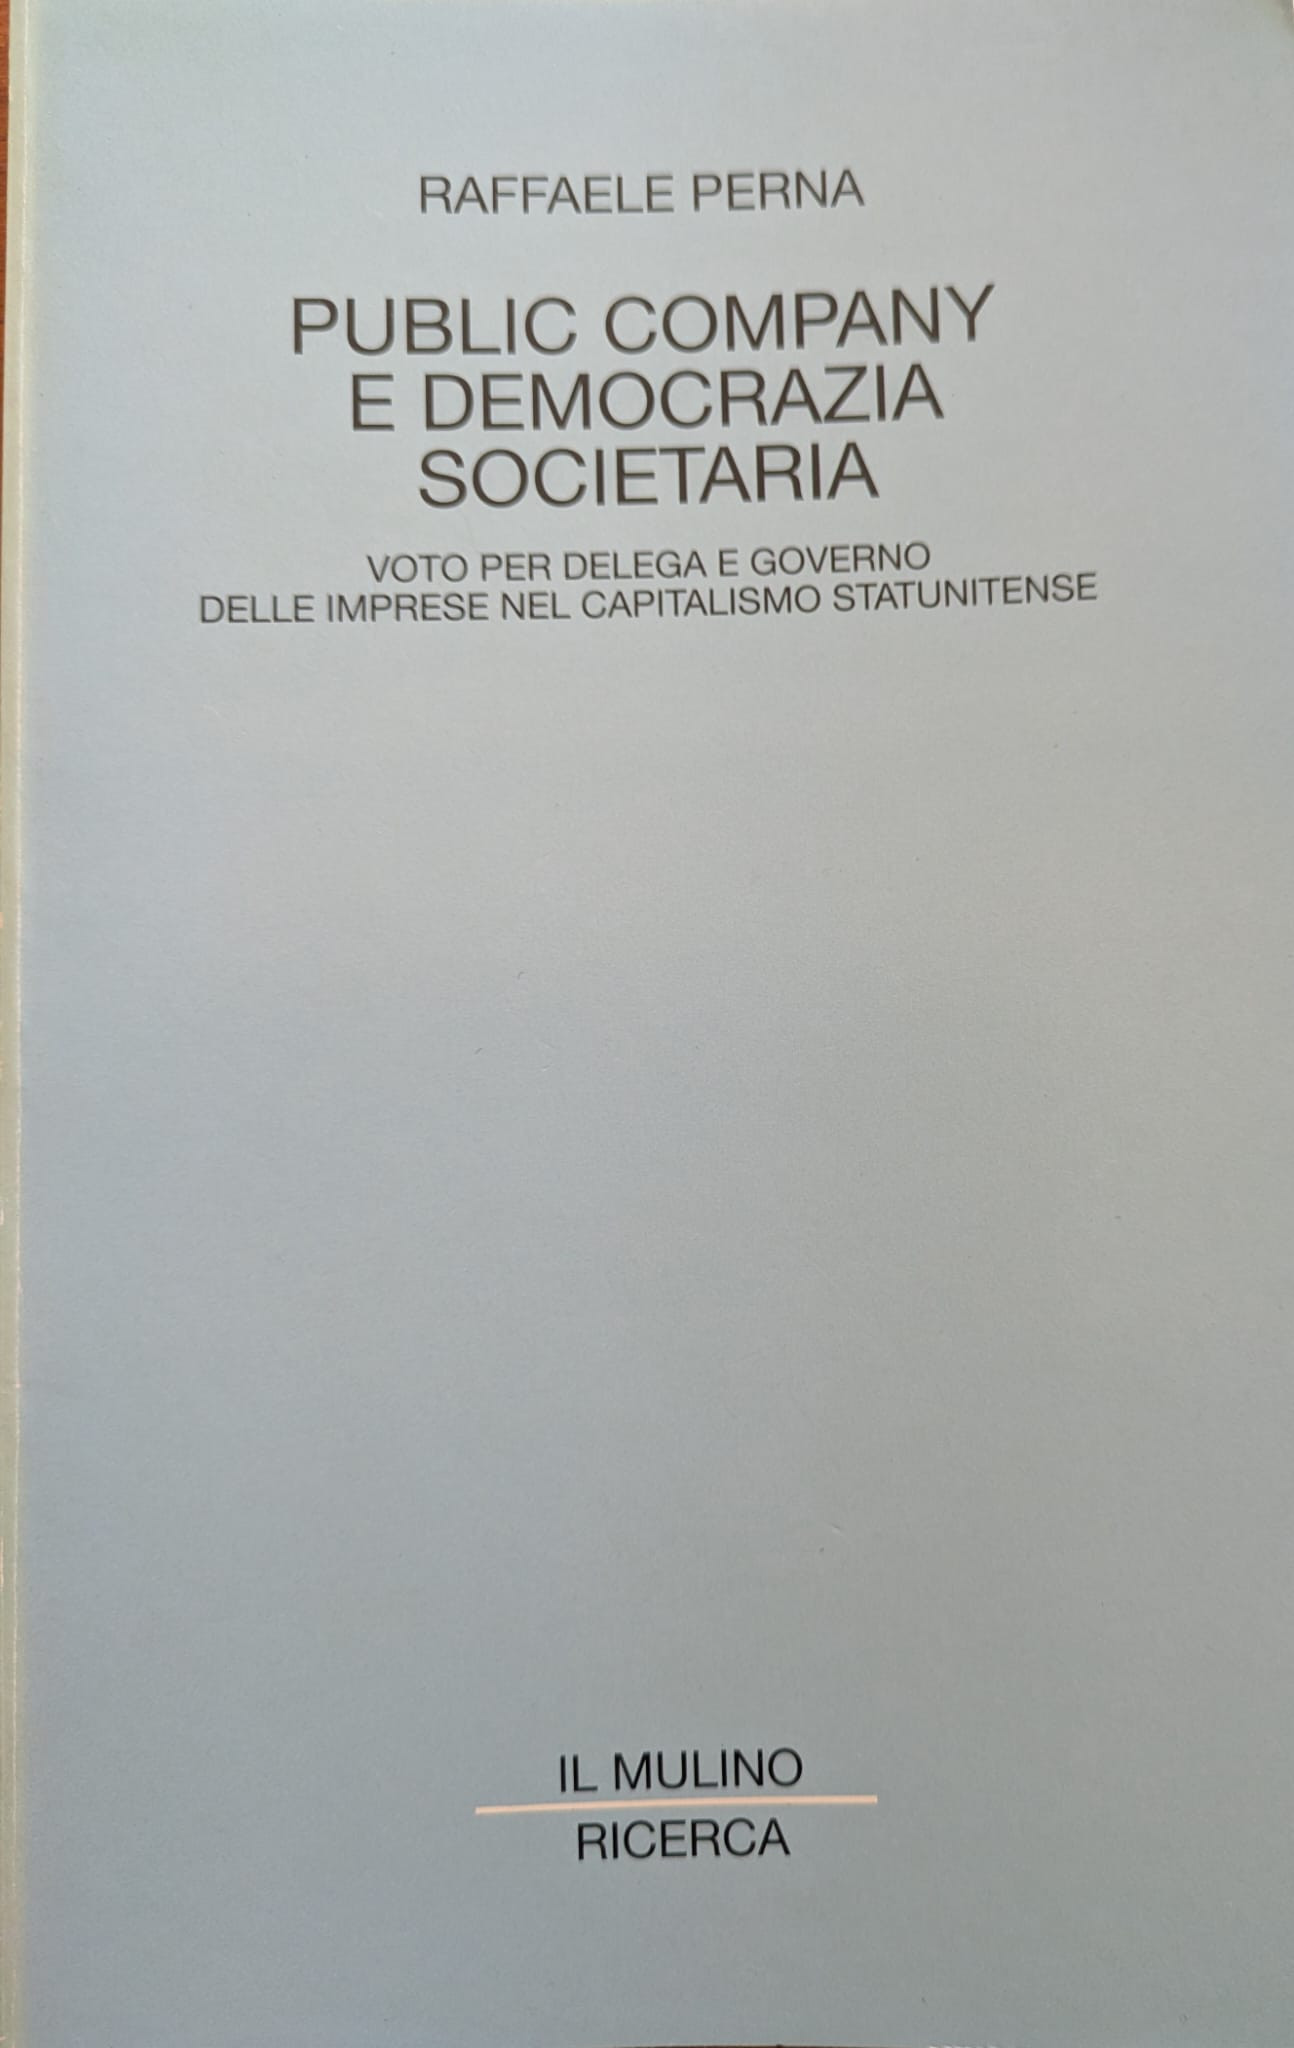 RAFFAELE PERNA
PUBLIC COMPANY
E DEMOCRAZIA
SOCIETARIA
VOTO PER DELEGA E GOVERNO
DELLE IMPRESE NEL CAPITALISMO STATUNITENSE
IL MULINO
RICERCA